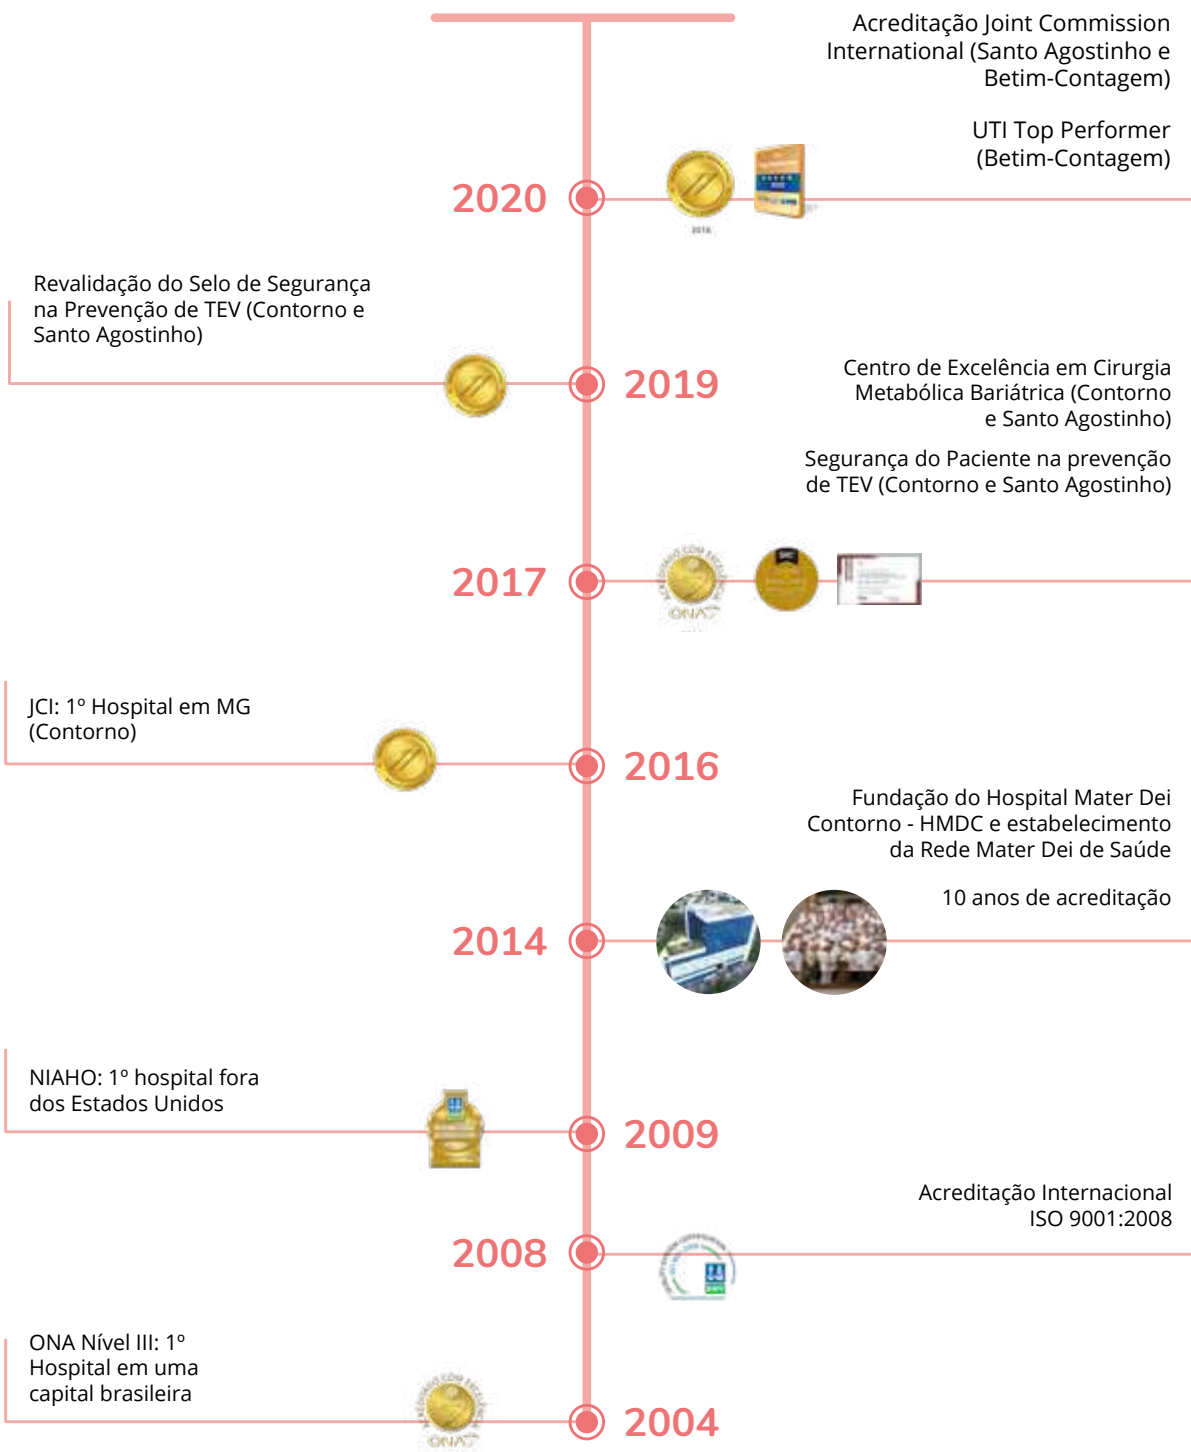 Acreditação Joint Commission
International (Santo Agostinho e
Betim-Contagem)
UTI Top Performer
(Betim-Contagem)
2020
Revalidação do Selo de Segurança
na Prevenção de TEV (Contorno e
Santo Agostinho)
2019
Centro de Excelência em Cirurgia
Metabólica Bariátrica (Contorno
e Santo Agostinho)
Segurança do Paciente na prevenção
de TEV (Contorno e Santo Agostinho)
2017
ONA
JCI: 1º Hospital em MG
(Contorno)
2016
Fundação do Hospital Mater Dei
Contorno - HMDC e estabelecimento
da Rede Mater Dei de Saúde
10 anos de acreditação
2014
NIAHO: 1º hospital fora
dos Estados Unidos
2009
Acreditação Internacional
ISO 9001:2008
2008
ONA Nível III: 1º
Hospital em uma
capital brasileira
ONA
2004